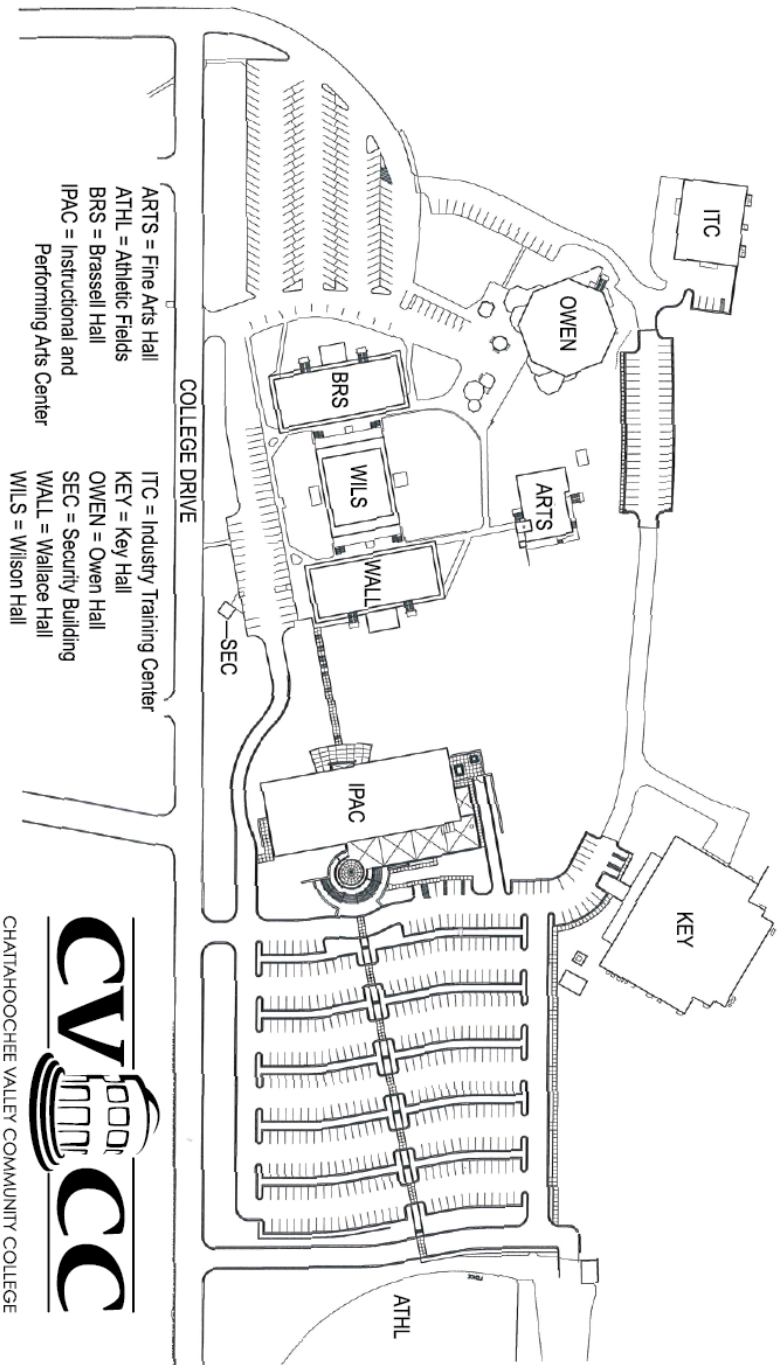 ITC
OWEN
BRS
WILS
ARTS
WALL
SEC
IPAC
KEY
ATHL
COLLEGE DRIVE
ARTS = Fine Arts Hall
ATHL = Athletic Fields
BRS = Brassell Hall
IPAC = Instructional and
Performing Arts Center
ITC = Industry Training Center
KEY = Key Hall
OWEN = Owen Hall
SEC = Security Building
WALL = Wallace Hall
WILS = Wilson Hall
CV CC
CHATTAHOOCHEE VALLEY COMMUNITY COLLEGE